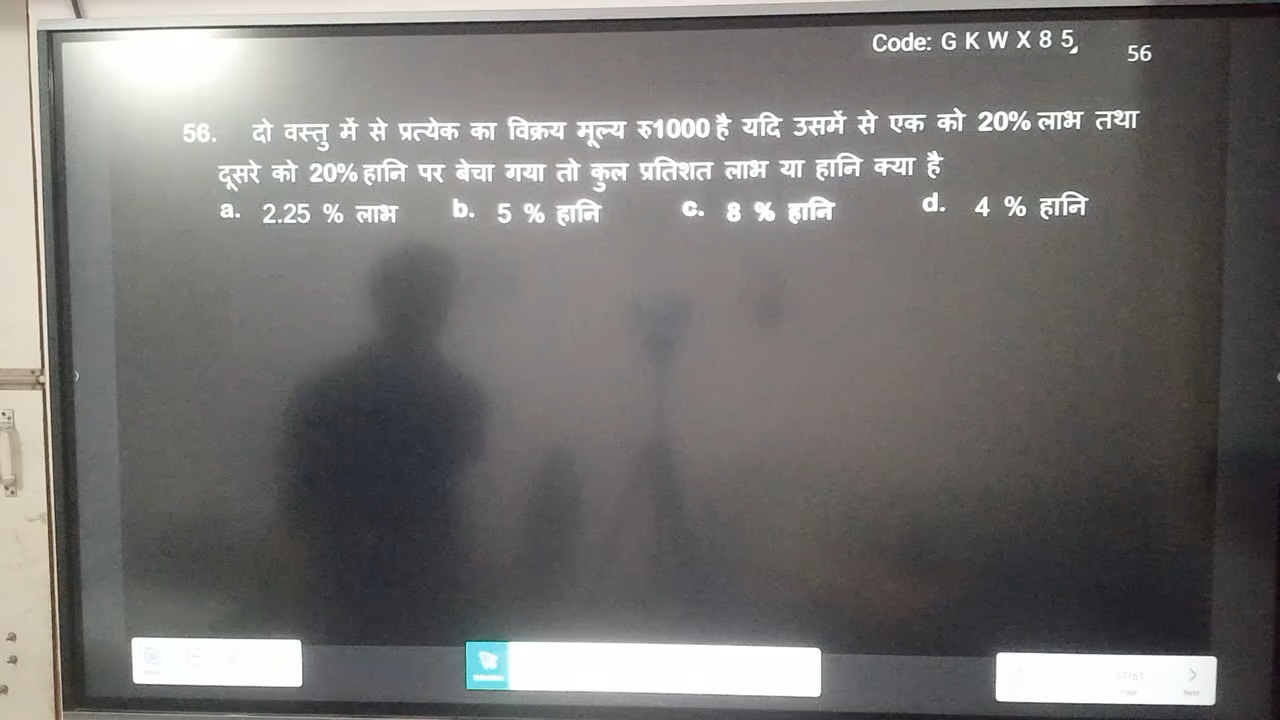 Code: G K W X 8 5
56
56. दो वस्तु में से प्रत्येक का विक्रय मूल्य रु1000 है यदि उसमें से एक को 20% लाभ तथा
दूसरे को 20% हानि पर बेचा गया तो कुल प्रतिशत लाभ या हानि क्या है
a. 2.25 % लाभ b. 5 % हानि c. 8 % हानि d. 4 % हानि